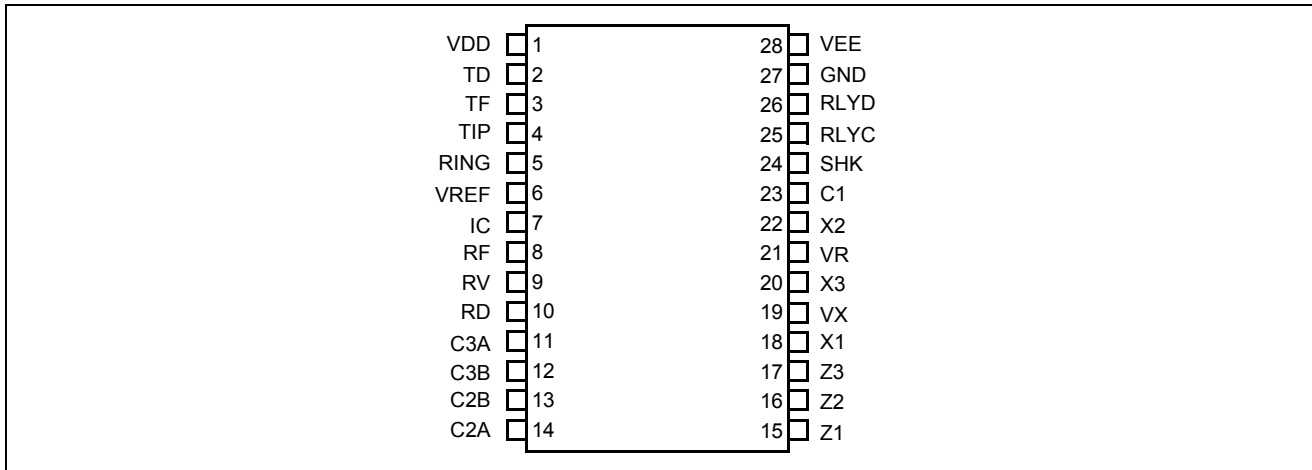 VDD 1 28 VEE
TD 2 27 GND
TF 3 26 RLYD
TIP 4 25 RLYC
RING 5 24 SHK
VREF 6 23 C1
IC 7 22 X2
RF 8 21 VR
RV 9 20 X3
RD 10 19 VX
C3A 11 18 X1
C3B 12 17 Z3
C2B 13 16 Z2
C2A 14 15 Z1